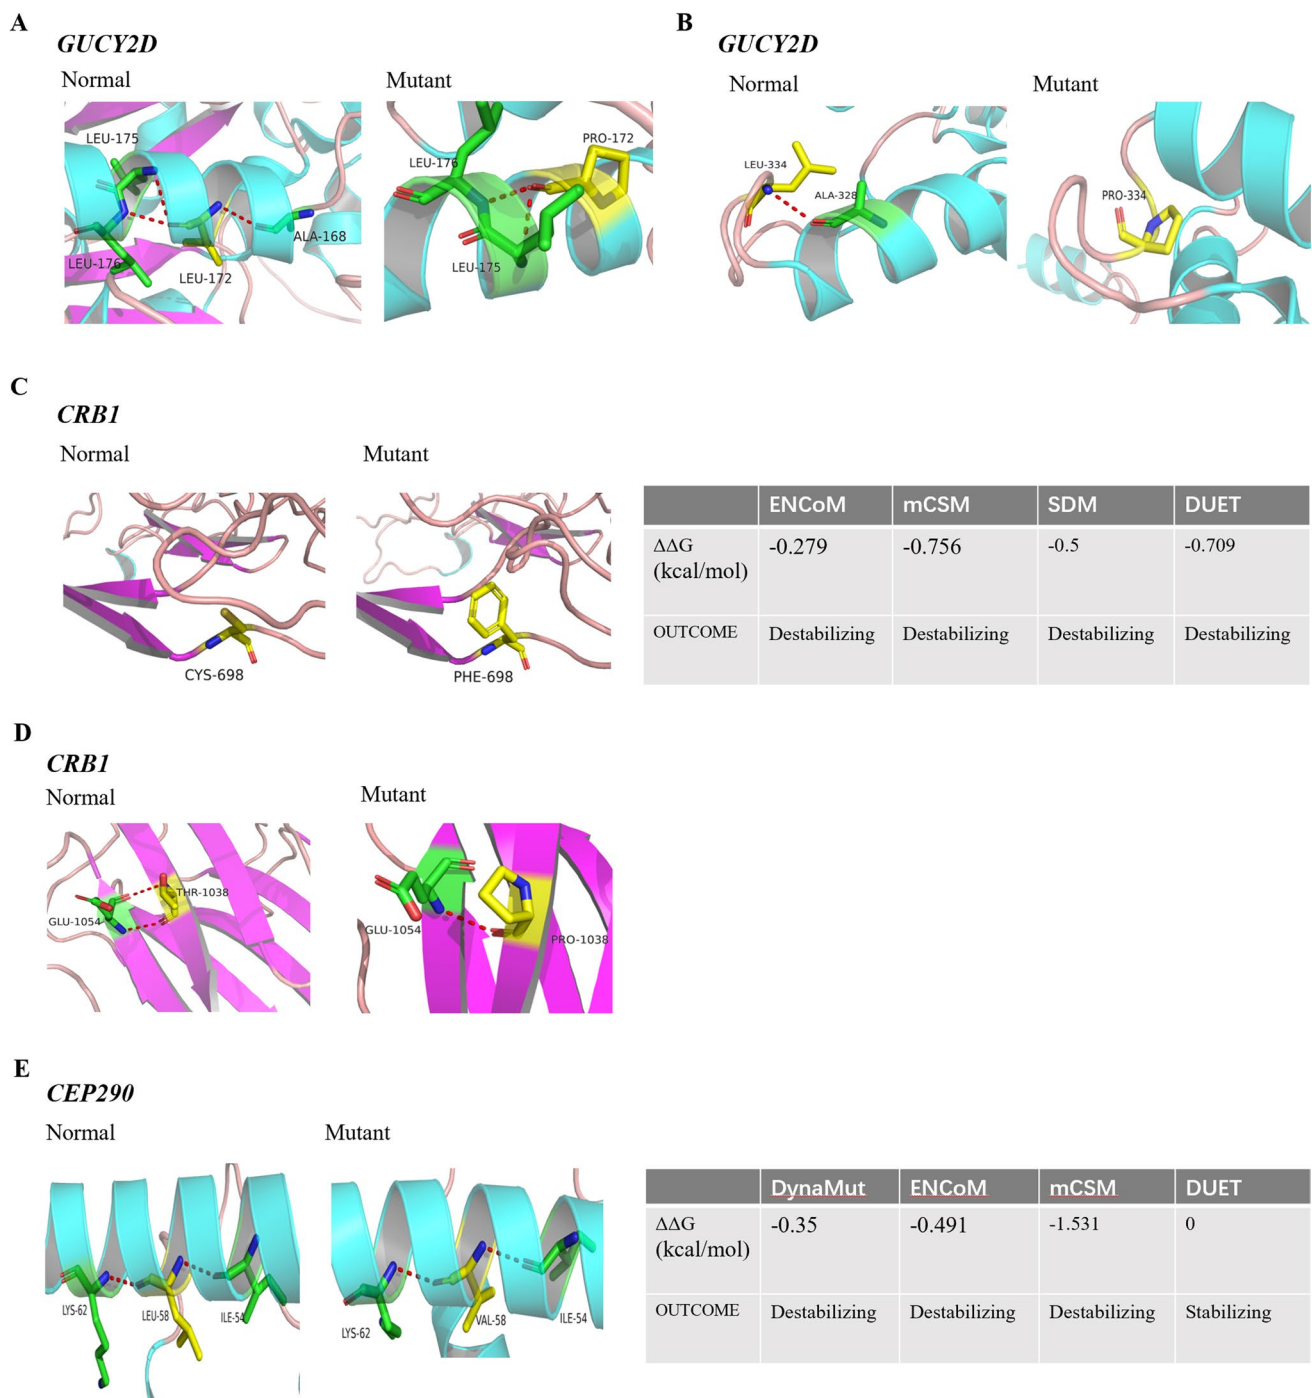 A
GUCY2D
Normal
Mutant
LEU-175
LEU-176
LEU-172
ALA-168
LEU-176
PRO-172
LEU-175
B
GUCY2D
Normal
Mutant
LEU-334
ALA-328
PRO-334
C
CRB1
Normal
Mutant
CYS-698
PHE-698
ENCoM mCSM SDM DUET
ΔΔG (kcal/mol) -0.279 -0.756 -0.5 -0.709
OUTCOME Destabilizing Destabilizing Destabilizing Destabilizing
D
CRB1
Normal
Mutant
THR-1038
GLU-1054
GLU-1054
PRO-1038
E
CEP290
Normal
Mutant
LYS-62
LEU-58
ILE-54
LYS-62
VAL-58
ILE-54
DynaMut ENCoM mCSM DUET
ΔΔG (kcal/mol) -0.35 -0.491 -1.531 0
OUTCOME Destabilizing Destabilizing Destabilizing Stabilizing